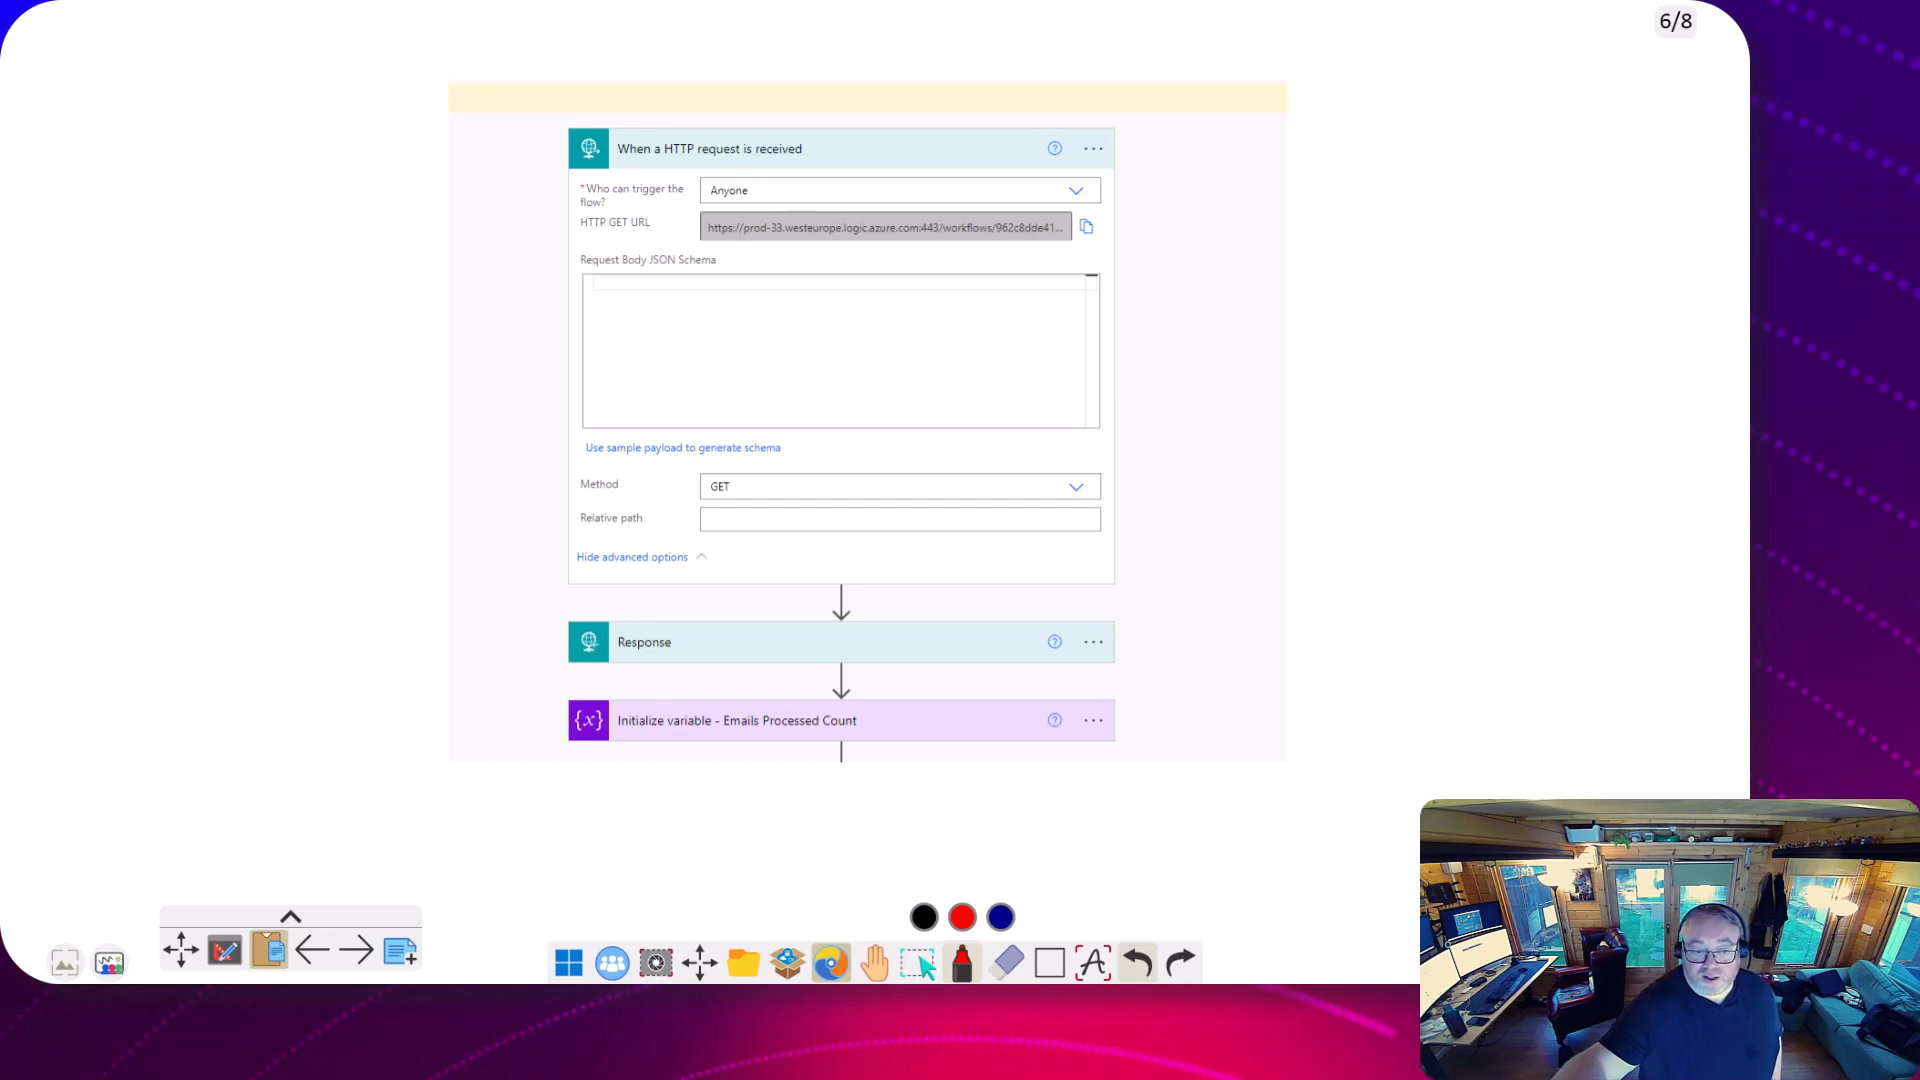 6/8
When a HTTP request is received
* Who can trigger the
flow?
Anyone
HTTP GET URL
https://prod-33.westeurope.logic.azure.com:443/workflows/962c8dde41...
Request Body JSON Schema
Use sample payload to generate schema
Method
GET
Relative path
Hide advanced options
Response
{x}
Initialize variable - Emails Processed Count